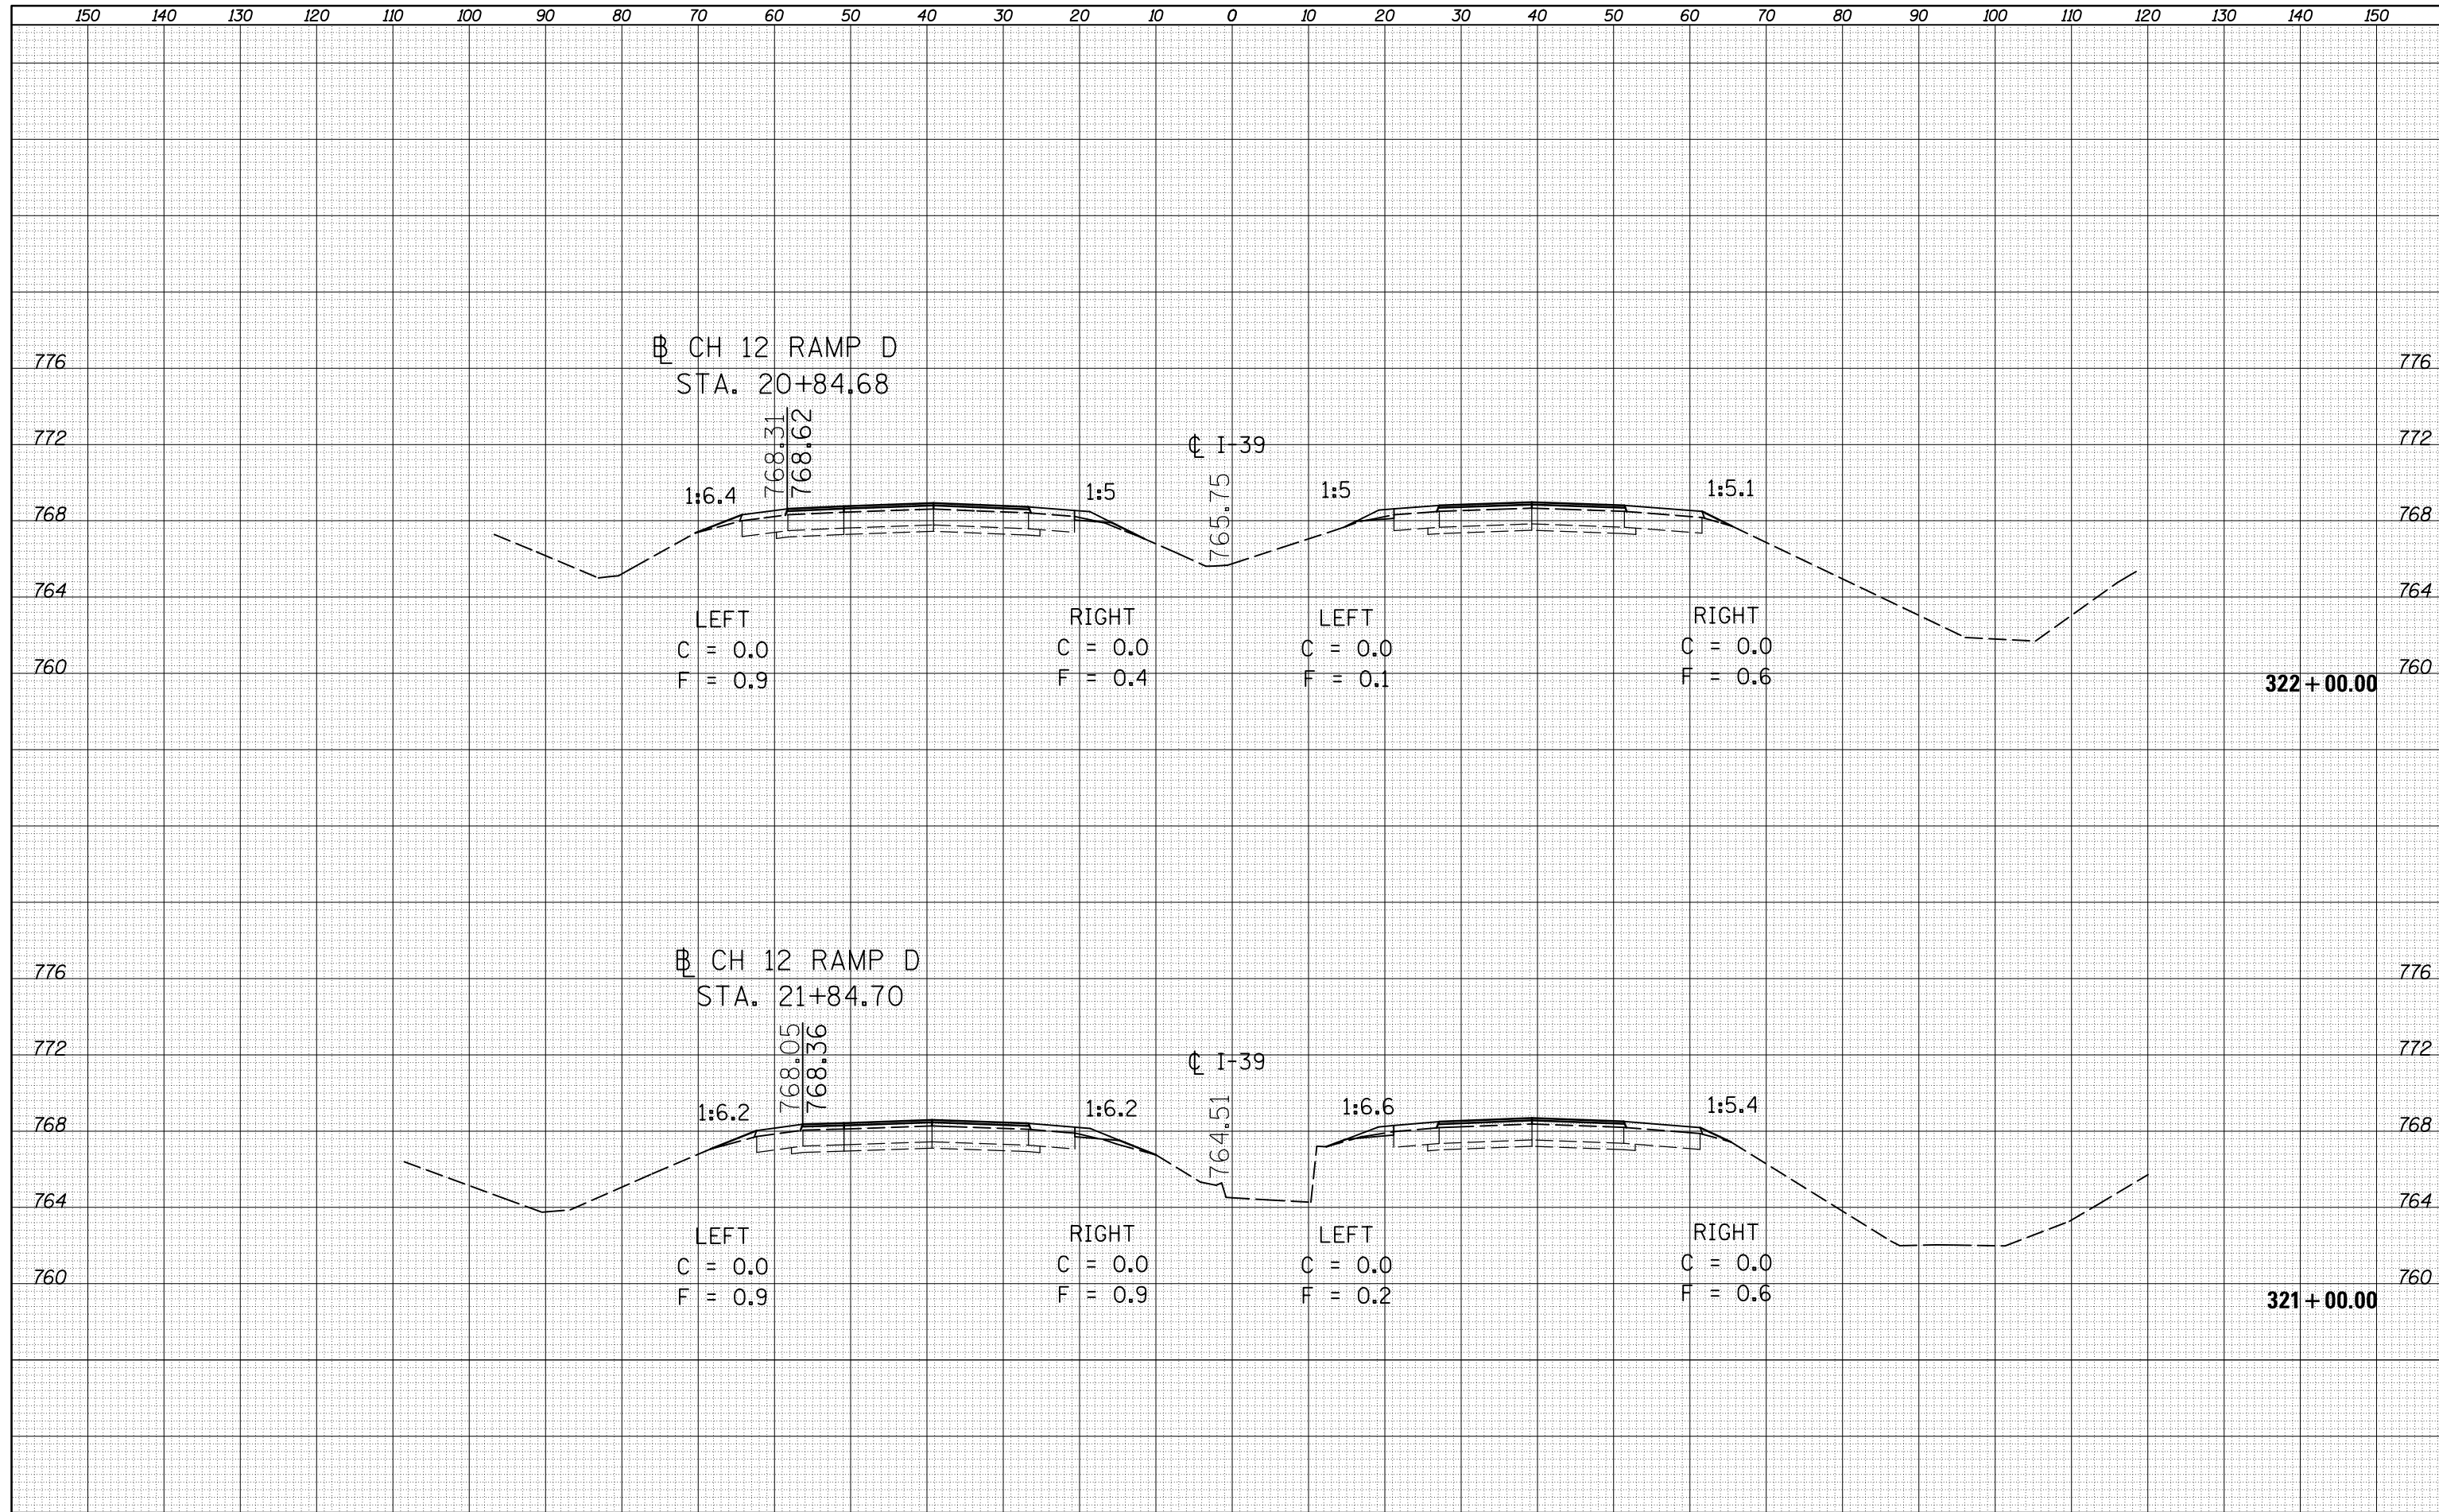 150 140 130 120 110 100 90 80 70 60 50 40 30 20 10 0 10 20 30 40 50 60 70 80 90 100 110 120 130 140 150
℄ CH 12 RAMP D
STA. 20+84.68
776 776
768.31
768.62
772 ℄ I-39 772
765.75
1:6.4 1:5 1:5 1:5.1
768 768
764 764
LEFT RIGHT LEFT RIGHT
C = 0.0 C = 0.0 C = 0.0 C = 0.0
F = 0.9 F = 0.4 F = 0.1 F = 0.6
760 760
322+00.00
BL CH 12 RAMP D
STA. 21+84.70
776 776
768.05
768.36
772 ℄ I-39 772
764.51
1:6.2 1:6.2 1:6.6 1:5.4
768 768
764 764
LEFT RIGHT LEFT RIGHT
C = 0.0 C = 0.0 C = 0.0 C = 0.0
F = 0.9 F = 0.9 F = 0.2 F = 0.6
760 760
321+00.00